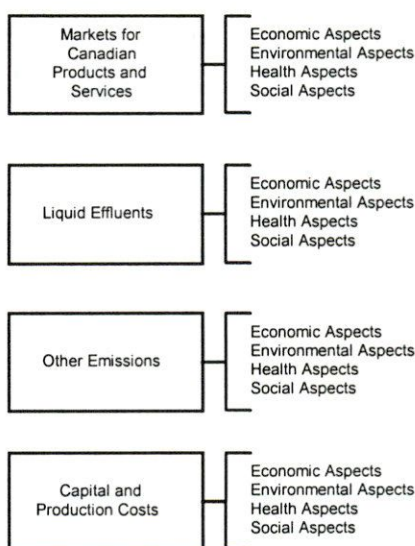 Markets for
Canadian
Products and
Services
Economic Aspects
Environmental Aspects
Health Aspects
Social Aspects
Liquid Effluents
Economic Aspects
Environmental Aspects
Health Aspects
Social Aspects
Other Emissions
Economic Aspects
Environmental Aspects
Health Aspects
Social Aspects
Capital and
Production Costs
Economic Aspects
Environmental Aspects
Health Aspects
Social Aspects